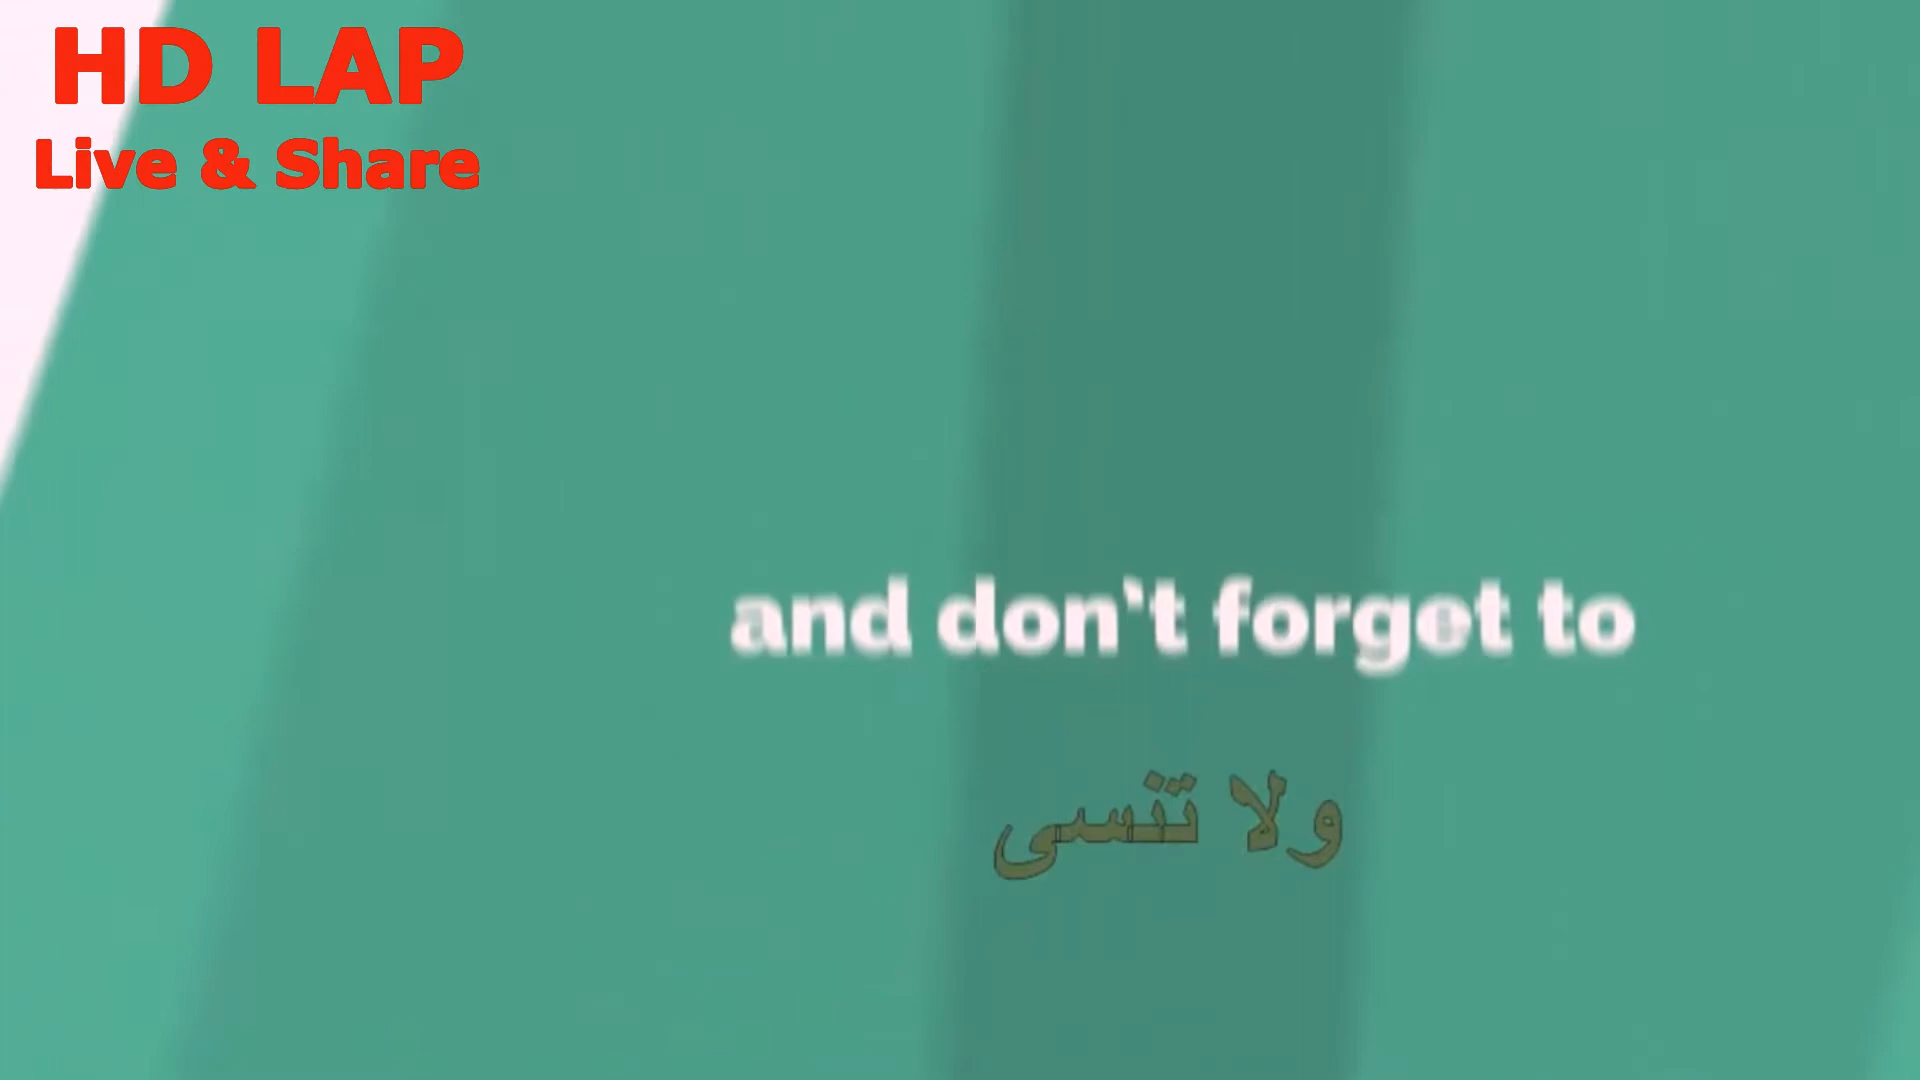 HD LAP
Live & Share
and don't forget to
ولا تنسى